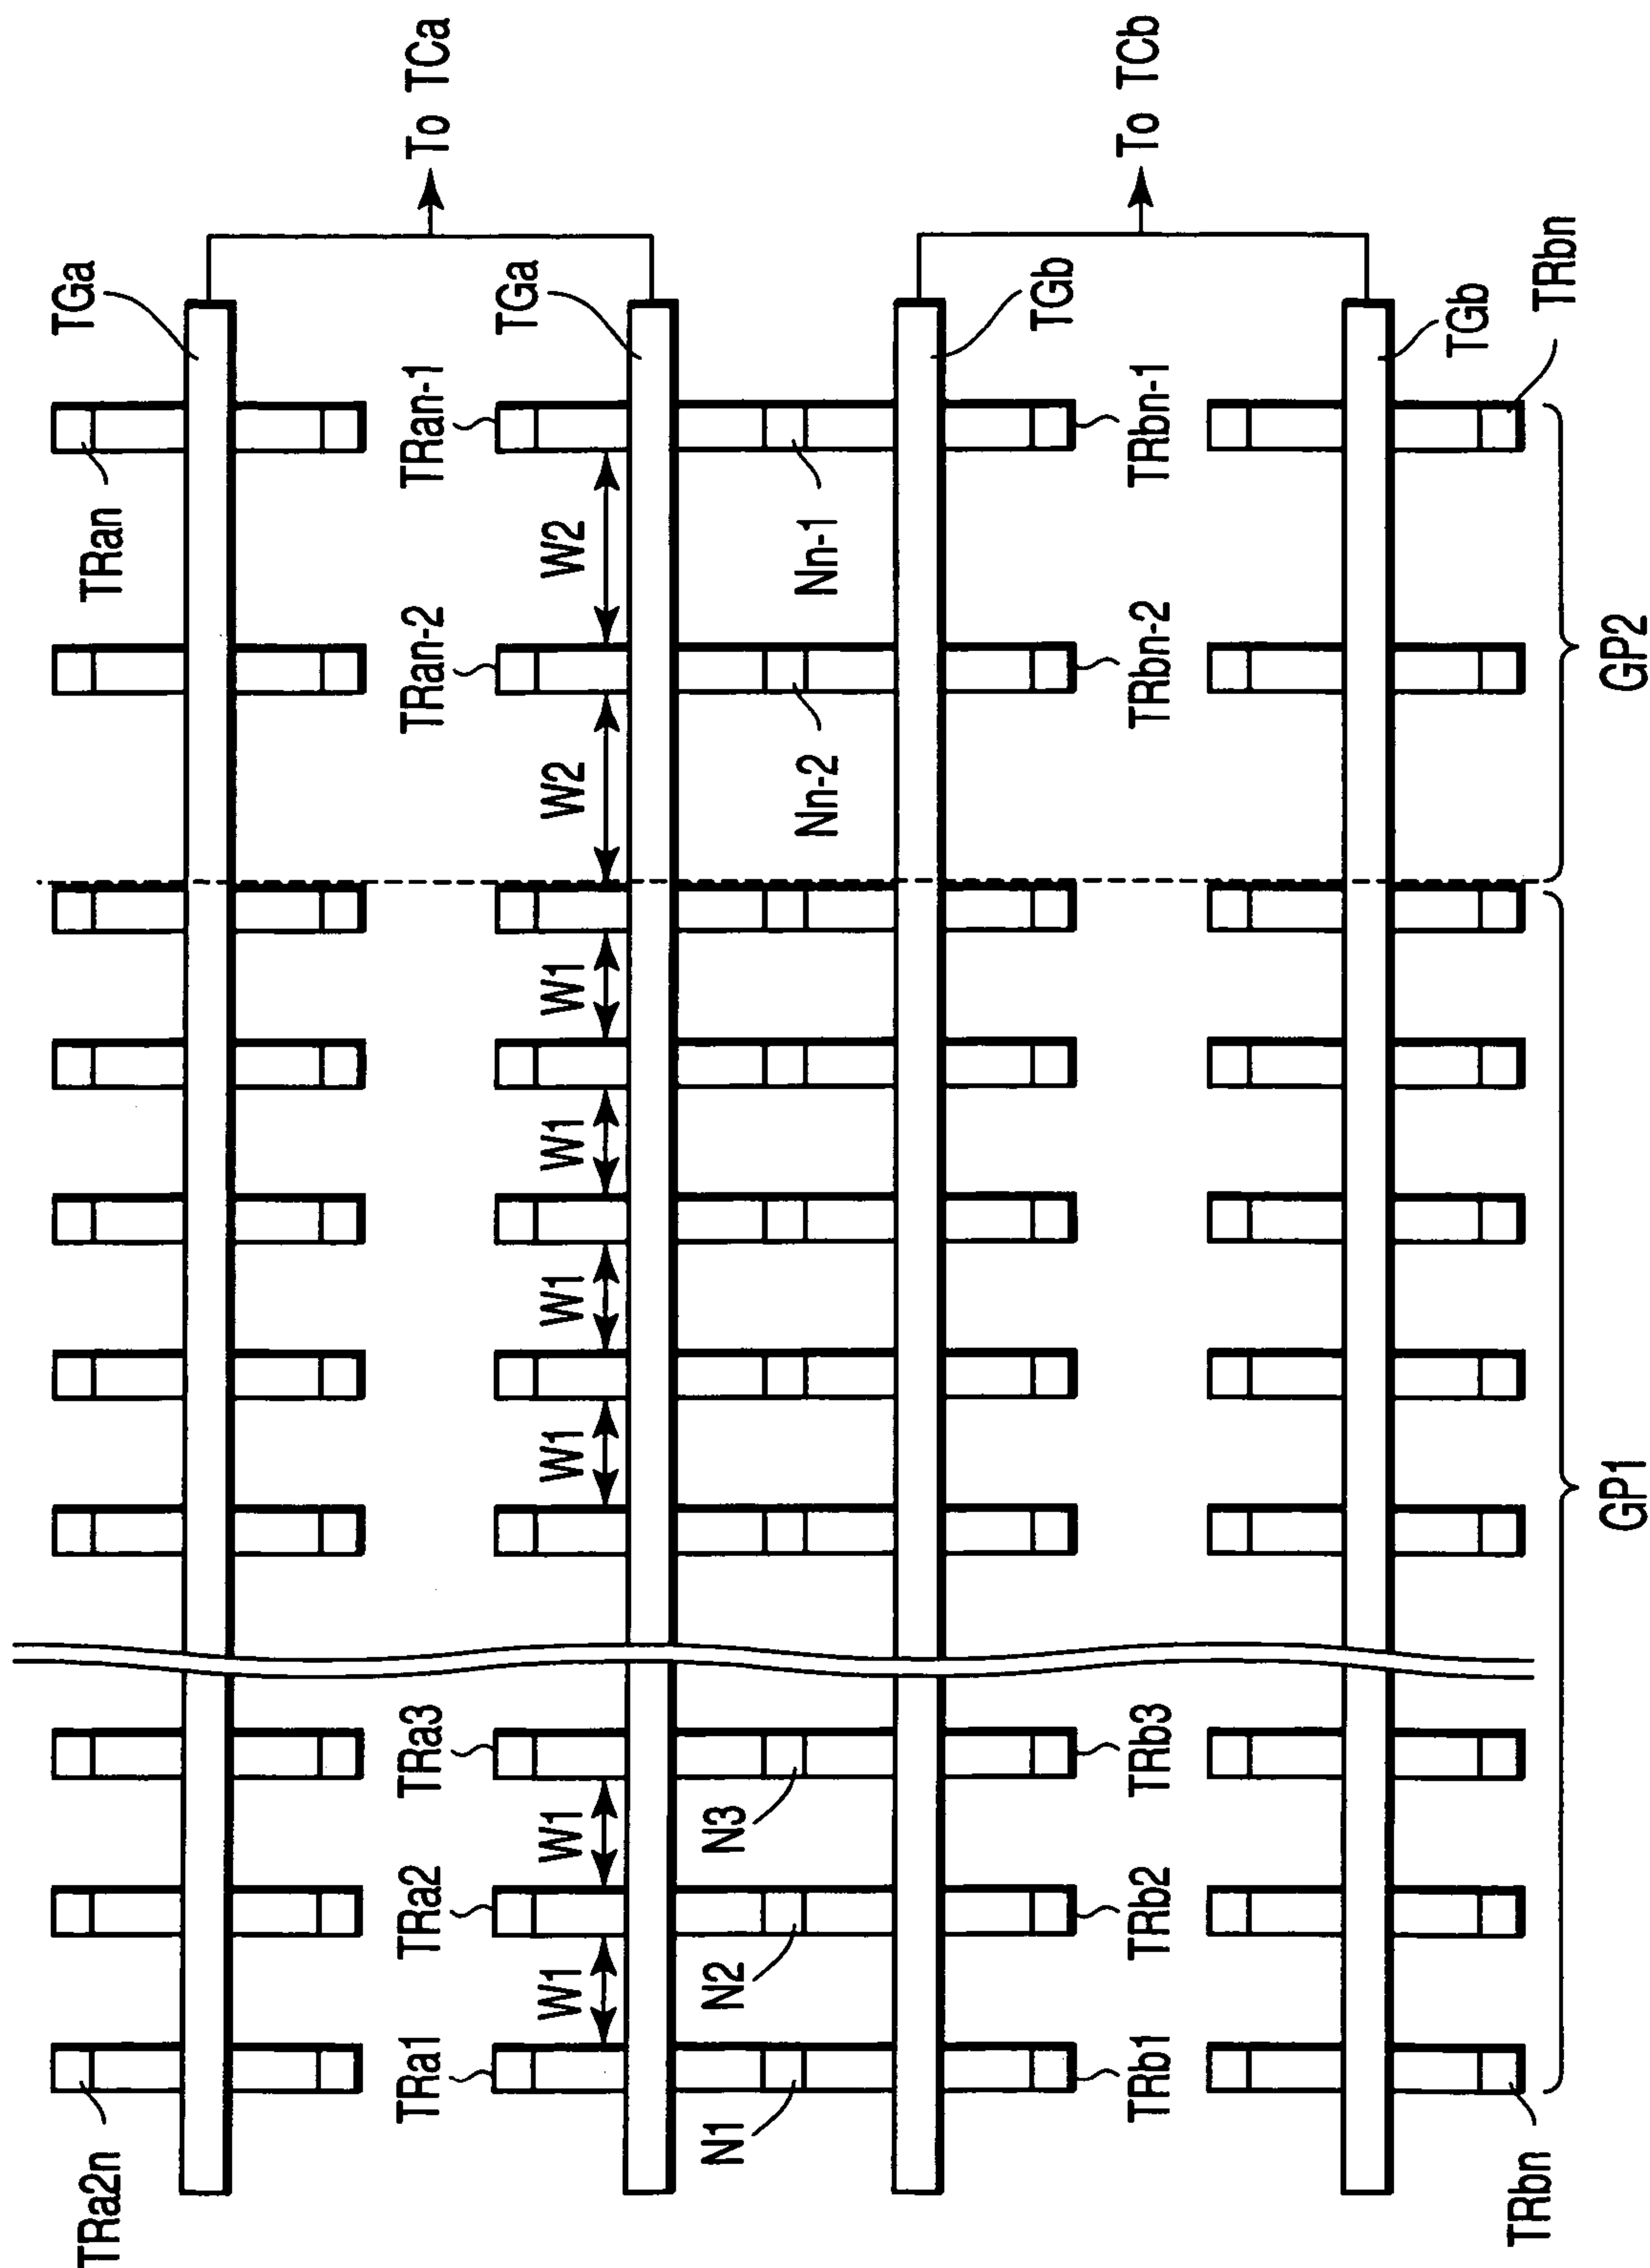 TRa2n
TRan
TGa
To TCa
TRa1
TRa2
TRa3
TRan-2
TRan-1
TGa
W1
W1
W1
W1
W1
W1
W2
W2
N1
N2
N3
Nn-2
Nn-1
TGb
To TCb
TRb1
TRb2
TRb3
TRbn-2
TRbn-1
TGb
TRbn
TRbn
GP1
GP2